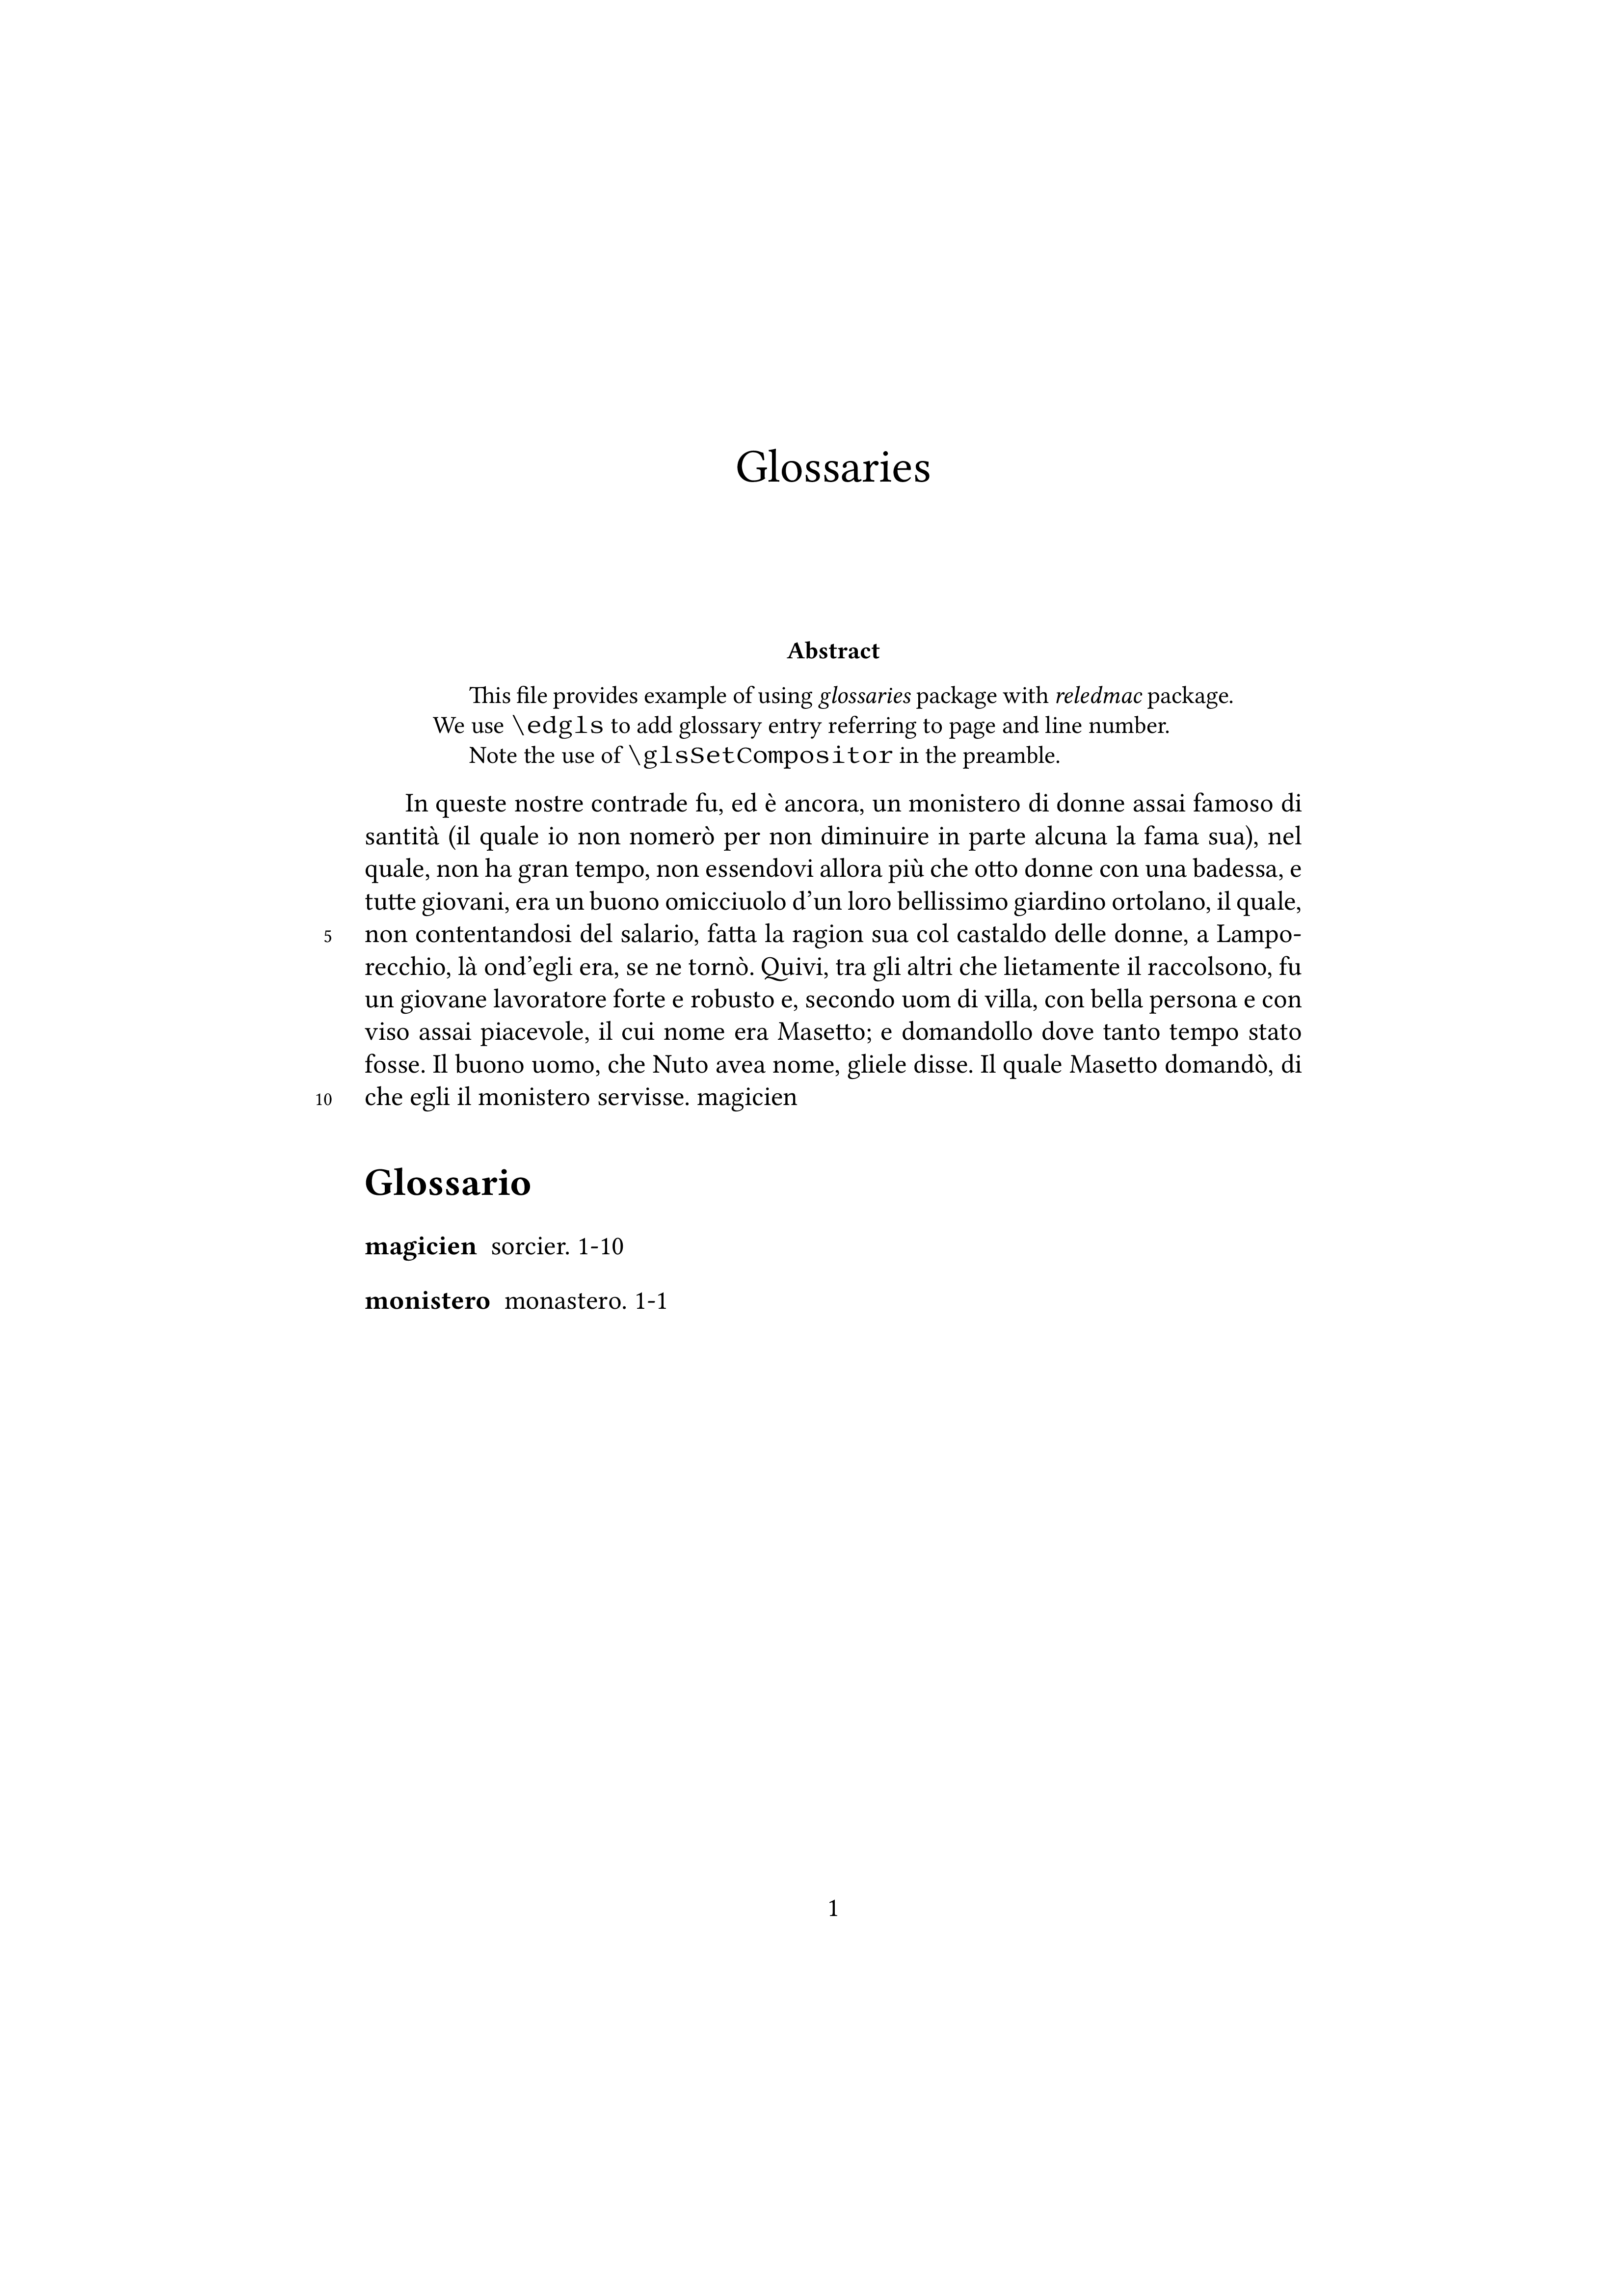 Glossaries
Abstract
This file provides example of using glossaries package with reledmac package.
We use \edgls to add glossary entry referring to page and line number.
Note the use of \glsSetCompositor in the preamble.
In queste nostre contrade fu, ed è ancora, un monistero di donne assai famoso di
santità (il quale io non nomerò per non diminuire in parte alcuna la fama sua), nel
quale, non ha gran tempo, non essendovi allora più che otto donne con una badessa, e
tutte giovani, era un buono omicciuolo d’un loro bellissimo giardino ortolano, il quale,
5 non contentandosi del salario, fatta la ragion sua col castaldo delle donne, a Lampo-
recchio, là ond’egli era, se ne tornò. Quivi, tra gli altri che lietamente il raccolsono, fu
un giovane lavoratore forte e robusto e, secondo uom di villa, con bella persona e con
viso assai piacevole, il cui nome era Masetto; e domandollo dove tanto tempo stato
fosse. Il buono uomo, che Nuto avea nome, gliele disse. Il quale Masetto domandò, di
10 che egli il monistero servisse. magicien
Glossario
magicien sorcier. 1-10
monistero monastero. 1-1
1